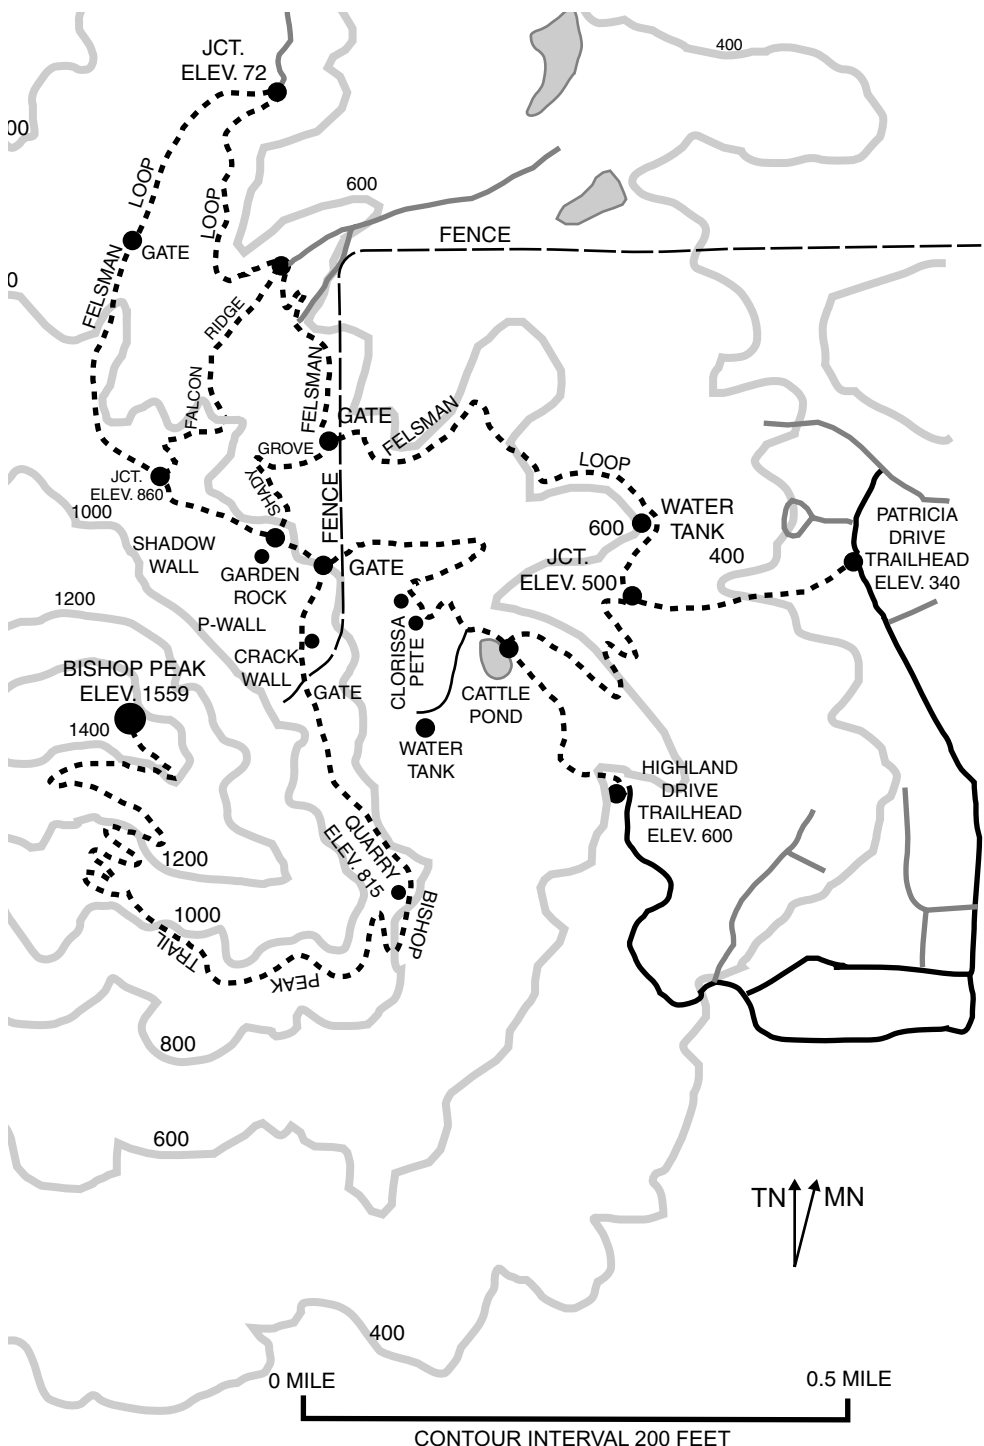 JCT.
ELEV. 72
400
00
LOOP
LOOP
600
FENCE
GATE
FELSMAN
0
RIDGE
FALCON
FELSMAN
GATE
FELSMAN
GROVE
LOOP
JCT.
ELEV. 860
SHADY
FENCE
1000
WATER
TANK
600
400
PATRICIA
DRIVE
TRAILHEAD
ELEV. 340
SHADOW
WALL
GARDEN
ROCK
GATE
JCT.
ELEV. 500
1200
P-WALL
CRACK
WALL
GATE
CLORISSA
PETE
BISHOP PEAK
ELEV. 1559
CATTLE
POND
1400
WATER
TANK
HIGHLAND
DRIVE
TRAILHEAD
ELEV. 600
QUARRY
ELEV. 815
1200
1000
BISHOP
TRAIL
PEAK
800
600
TN MN
400
0 MILE 0.5 MILE
CONTOUR INTERVAL 200 FEET